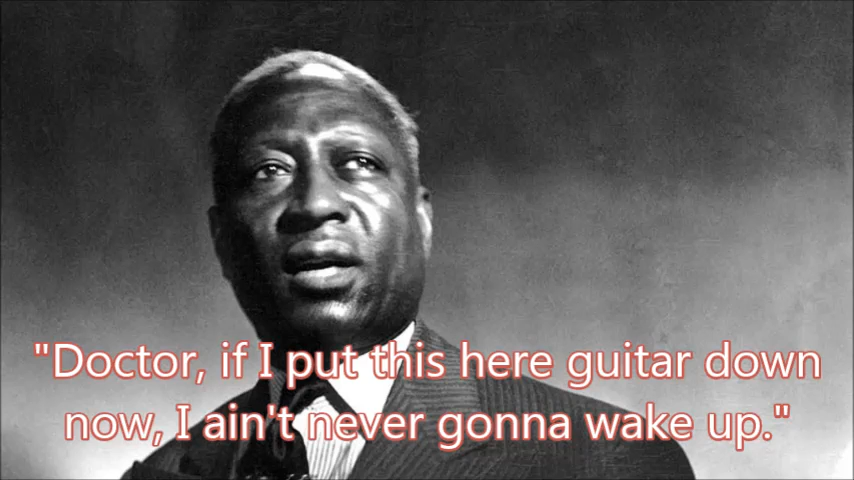 "Doctor, if I put this here guitar down
now, I ain't never gonna wake up."